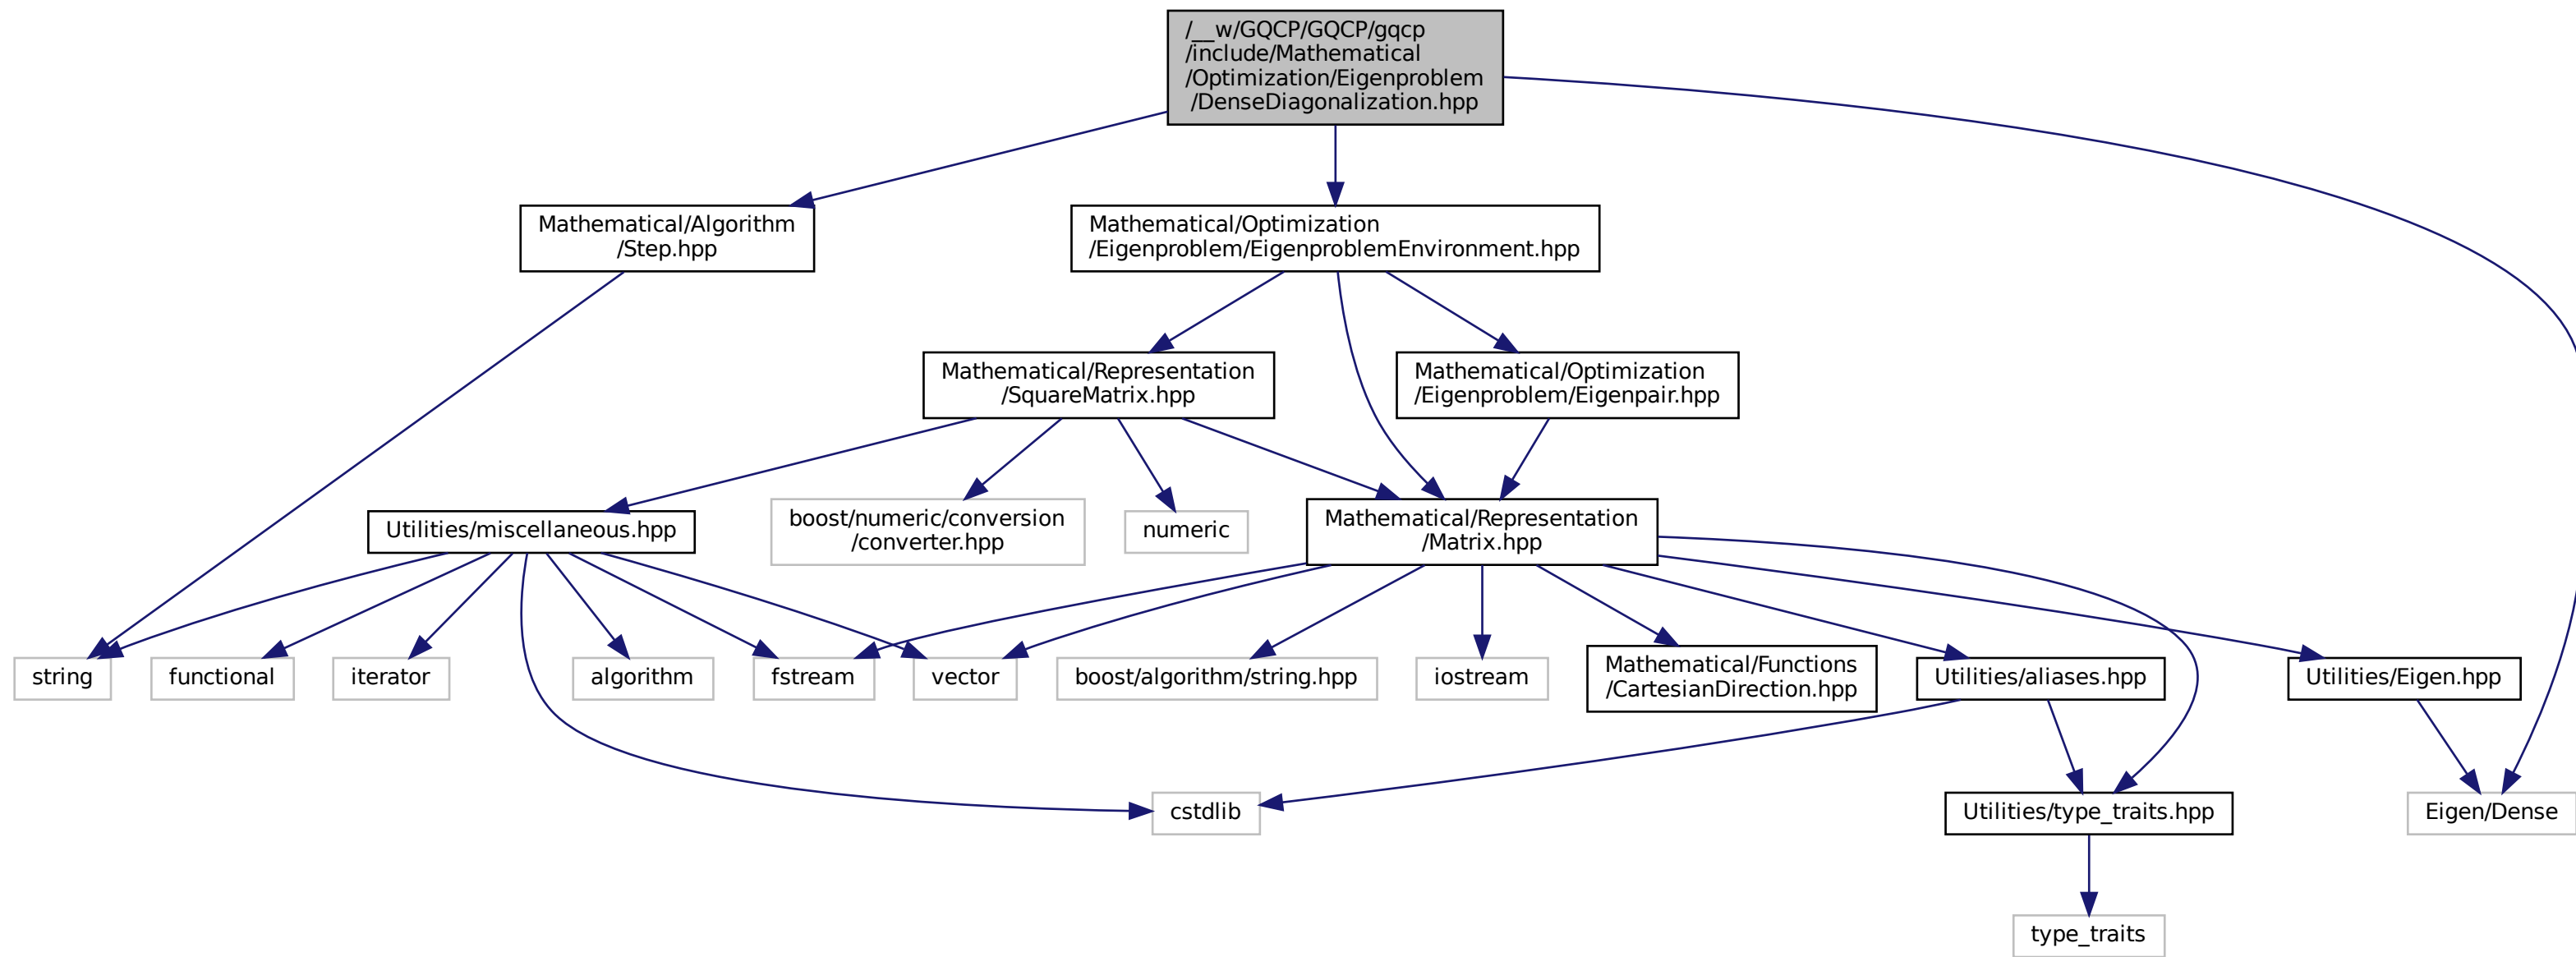 /__w/GQCP/GQCP/gqcp
/include/Mathematical
/Optimization/Eigenproblem
/DenseDiagonalization.hpp
Mathematical/Algorithm
/Step.hpp
Mathematical/Optimization
/Eigenproblem/EigenproblemEnvironment.hpp
Mathematical/Representation
/SquareMatrix.hpp
Mathematical/Optimization
/Eigenproblem/Eigenpair.hpp
Utilities/miscellaneous.hpp
boost/numeric/conversion
/converter.hpp
numeric
Mathematical/Representation
/Matrix.hpp
string
functional
iterator
algorithm
fstream
vector
boost/algorithm/string.hpp
iostream
Mathematical/Functions
/CartesianDirection.hpp
Utilities/aliases.hpp
Utilities/Eigen.hpp
cstdlib
Utilities/type_traits.hpp
Eigen/Dense
type_traits